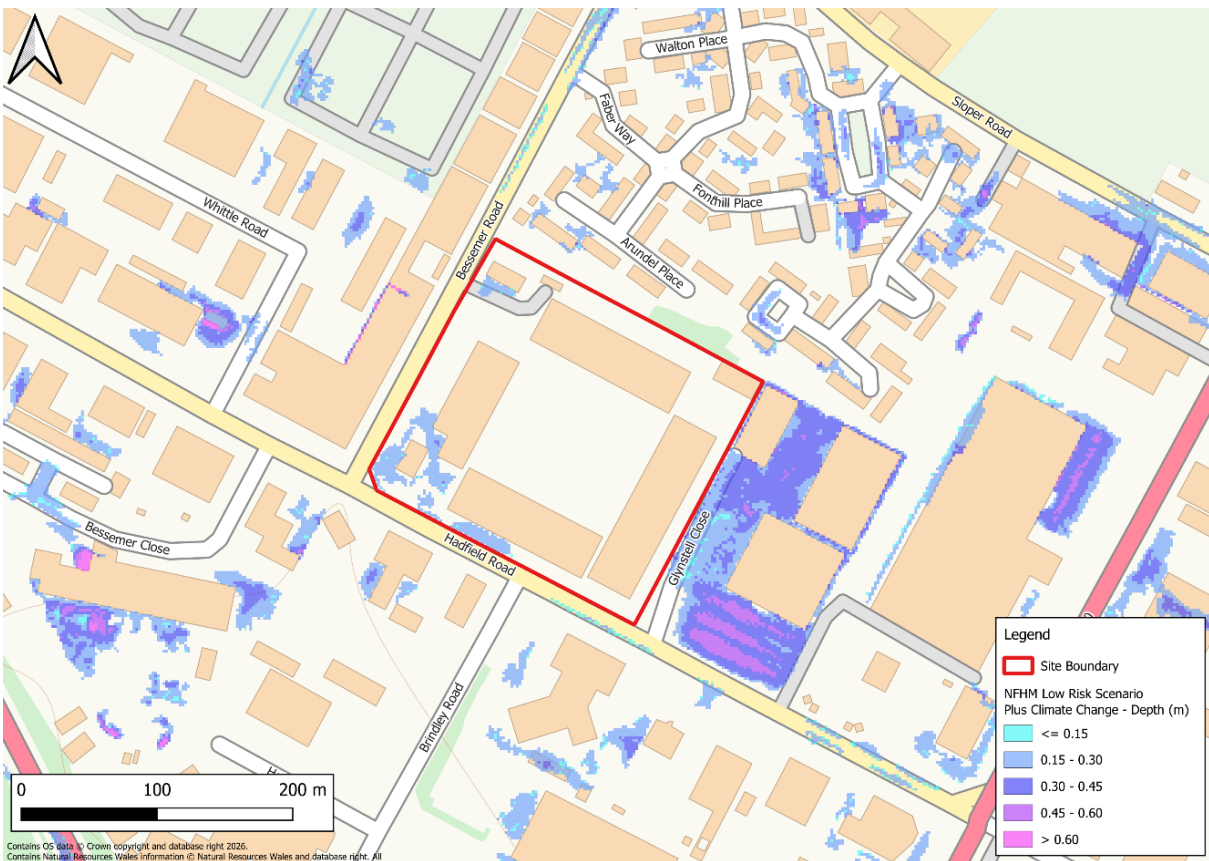 Walton Place
Sloper Road
Faber Way
Fonthill Place
Whittle Road
Bessemer Road
Arundel Place
Glynstell Close
Hadfield Road
Bessemer Close
Brindley Road
H
0 100 200 m
Legend
Site Boundary
NFHM Low Risk Scenario
Plus Climate Change - Depth (m)
<= 0.15
0.15 - 0.30
0.30 - 0.45
0.45 - 0.60
> 0.60
Contains OS data © Crown copyright and database right 2026.
Contains Natural Resources Wales information © Natural Resources Wales and database right. All